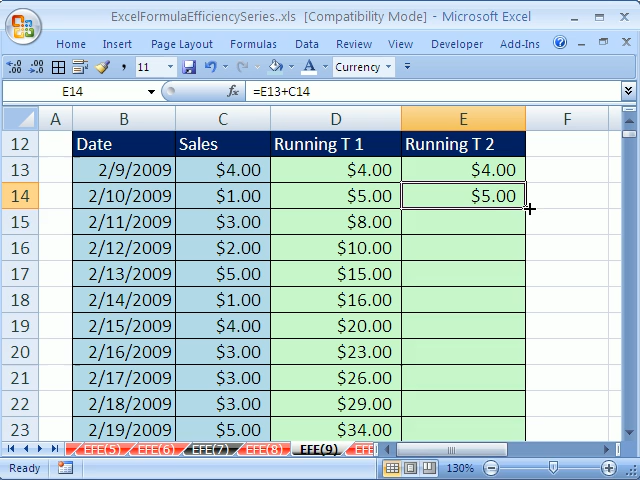 ExcelFormulaEfficiencySeries..xls [Compatibility Mode] - Microsoft Excel
Home Insert Page Layout Formulas Data Review View Developer Add-Ins
11 Currency
E14 fx =E13+C14
A B C D E F
12 Date Sales Running T 1 Running T 2
13 2/9/2009 $4.00 $4.00 $4.00
14 2/10/2009 $1.00 $5.00 $5.00
15 2/11/2009 $3.00 $8.00
16 2/12/2009 $2.00 $10.00
17 2/13/2009 $5.00 $15.00
18 2/14/2009 $1.00 $16.00
19 2/15/2009 $4.00 $20.00
20 2/16/2009 $3.00 $23.00
21 2/17/2009 $3.00 $26.00
22 2/18/2009 $3.00 $29.00
23 2/19/2009 $5.00 $34.00
EFE(5) EFE(6) EFE(7) EFE(8) EFE(9) EFE
Ready 130%